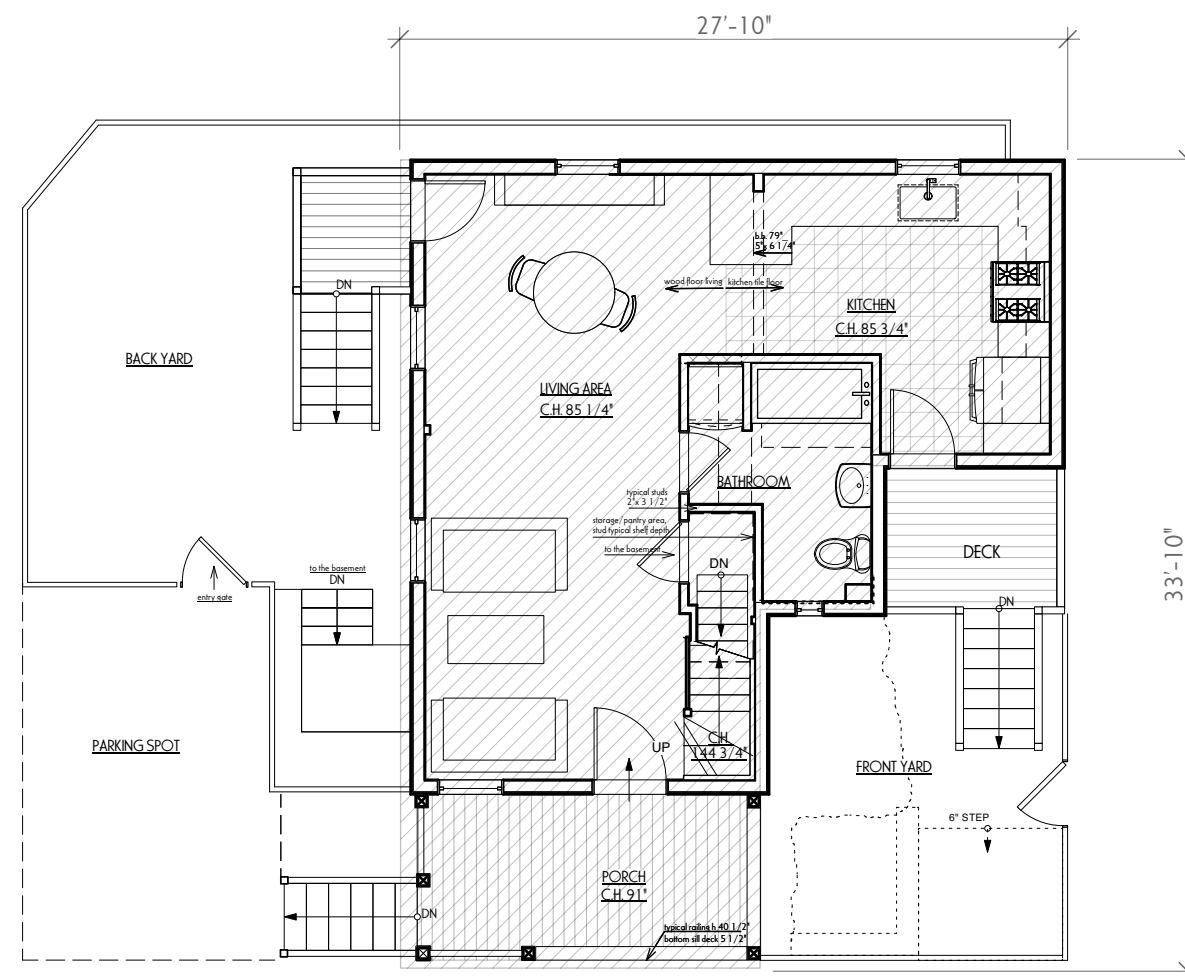 27'-10"
DN
b.h. 79"
5"x 6 1/4"
wood floor living
kitchen tile floor
KITCHEN
C.H. 85 3/4"
BACK YARD
LIVING AREA
C.H. 85 1/4"
BATHROOM
typical studs
2"x 3 1/2"
storage/pantry area,
stud typical shelf depth
to the basement
DN
DECK
33'-10"
to the basement
DN
entry gate
DN
PARKING SPOT
UP
C.H.
144 3/4"
FRONT YARD
6" STEP
PORCH
C.H. 91"
DN
typical railing h 40 1/2"
bottom sill deck 5 1/2"